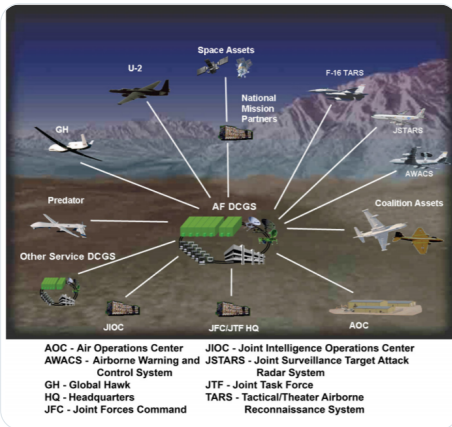 Space Assets
U-2
F-16 TARS
National
Mission
Partners
GH
JSTARS
AWACS
Predator
AF DCGS
Coalition Assets
Other Service DCGS
JIOC
JFC/JTF HQ
AOC
AOC - Air Operations Center
AWACS - Airborne Warning and
Control System
GH - Global Hawk
HQ - Headquarters
JFC - Joint Forces Command
JIOC - Joint Intelligence Operations Center
JSTARS - Joint Surveillance Target Attack
Radar System
JTF - Joint Task Force
TARS - Tactical/Theater Airborne
Reconnaissance System